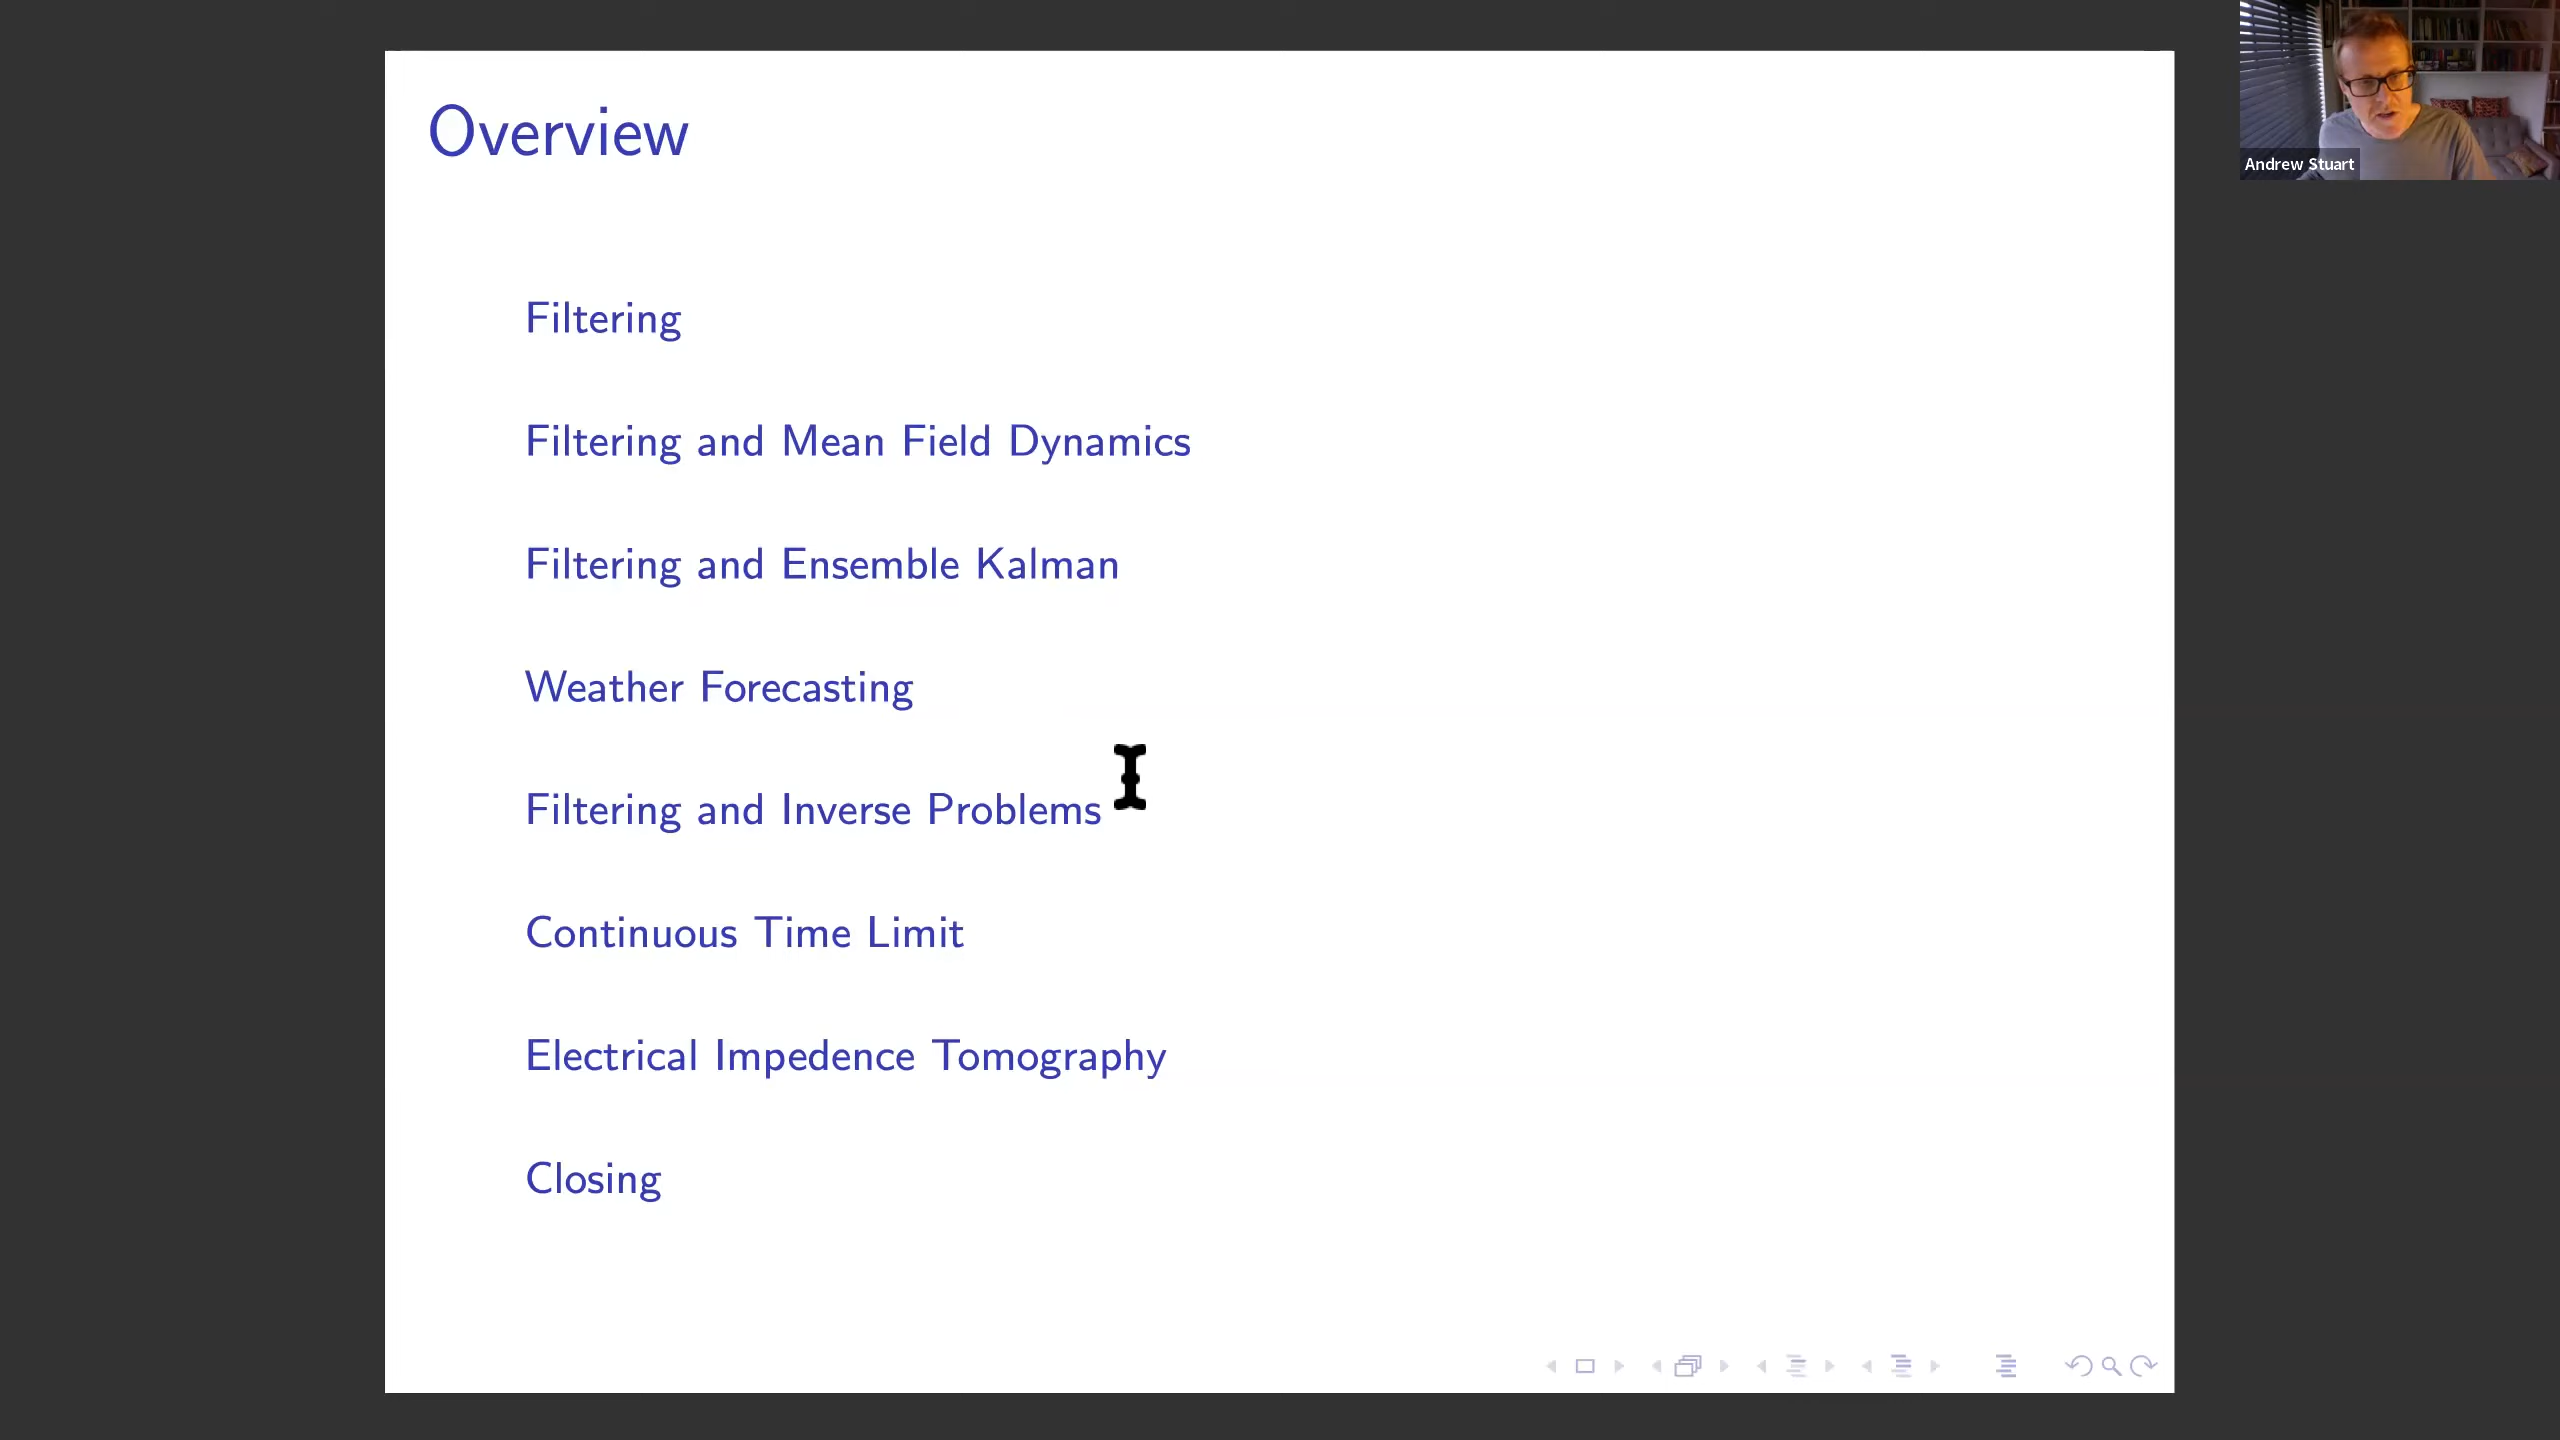 Overview
Filtering
Filtering and Mean Field Dynamics
Filtering and Ensemble Kalman
Weather Forecasting
Filtering and Inverse Problems
Continuous Time Limit
Electrical Impedence Tomography
Closing
Andrew Stuart